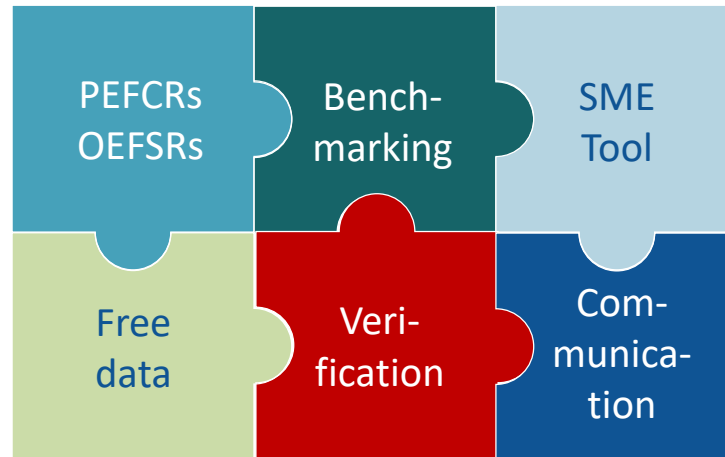 PEFCRs
OEFSRs
Bench-
marking
SME
Tool
Free
data
Veri-
fication
Com-
munica-
tion